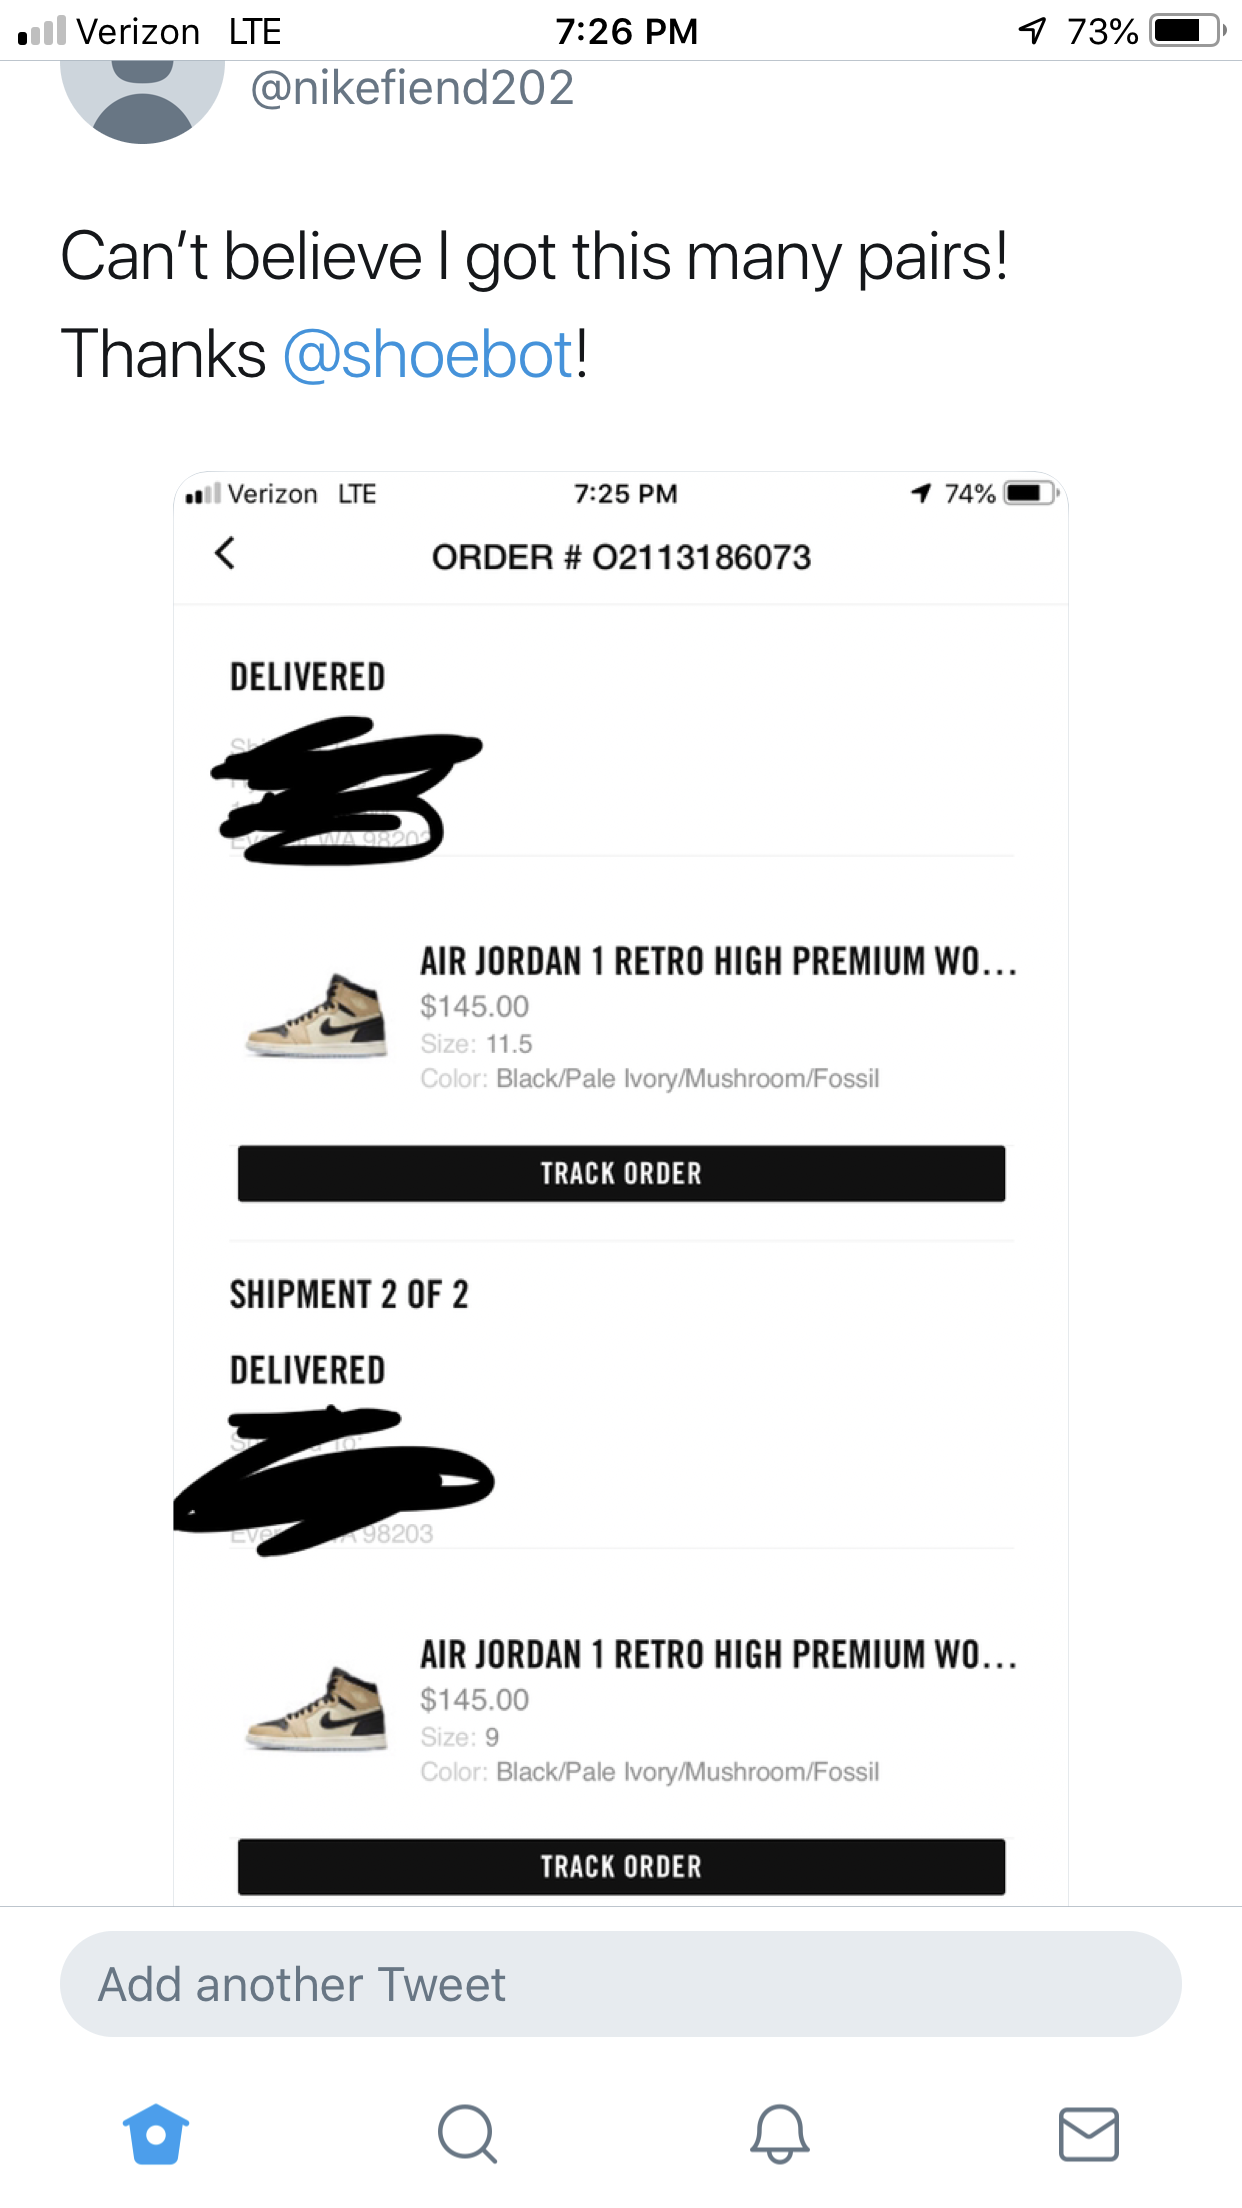 Verizon LTE 7:26 PM 73%
@nikefiend202
Can't believe I got this many pairs!
Thanks @shoebot!
Verizon LTE 7:25 PM 74%
ORDER # O2113186073
DELIVERED
WA 98203
AIR JORDAN 1 RETRO HIGH PREMIUM WO...
$145.00
Size: 11.5
Color: Black/Pale Ivory/Mushroom/Fossil
TRACK ORDER
SHIPMENT 2 OF 2
DELIVERED
To:
98203
AIR JORDAN 1 RETRO HIGH PREMIUM WO...
$145.00
Size: 9
Color: Black/Pale Ivory/Mushroom/Fossil
TRACK ORDER
Add another Tweet